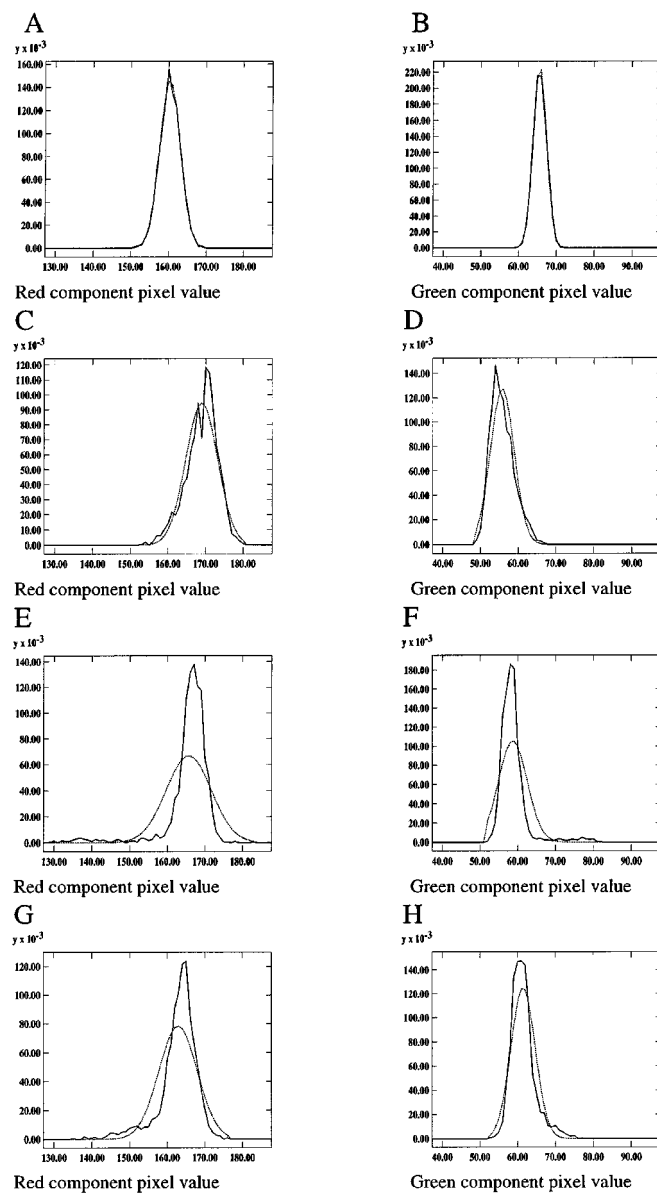 A B
y x 10-3 y x 10-3
160.00 220.00
140.00 200.00
120.00 180.00
100.00 160.00
80.00 140.00
60.00 120.00
40.00 100.00
20.00 80.00
0.00 60.00
40.00
20.00
0.00
130.00 140.00 150.00 160.00 170.00 180.00 40.00 50.00 60.00 70.00 80.00 90.00
Red component pixel value Green component pixel value
C D
y x 10-3 y x 10-3
120.00 140.00
110.00 120.00
100.00 100.00
90.00 80.00
80.00 60.00
70.00 40.00
60.00 20.00
50.00 0.00
40.00
30.00
20.00
10.00
0.00
130.00 140.00 150.00 160.00 170.00 180.00 40.00 50.00 60.00 70.00 80.00 90.00
Red component pixel value Green component pixel value
E F
y x 10-3 y x 10-3
140.00 180.00
120.00 160.00
100.00 140.00
80.00 120.00
60.00 100.00
40.00 80.00
20.00 60.00
0.00 40.00
20.00
0.00
130.00 140.00 150.00 160.00 170.00 180.00 40.00 50.00 60.00 70.00 80.00 90.00
Red component pixel value Green component pixel value
G H
y x 10-3 y x 10-3
120.00 140.00
100.00 120.00
80.00 100.00
60.00 80.00
40.00 60.00
20.00 40.00
0.00 20.00
0.00
130.00 140.00 150.00 160.00 170.00 180.00 40.00 50.00 60.00 70.00 80.00 90.00
Red component pixel value Green component pixel value